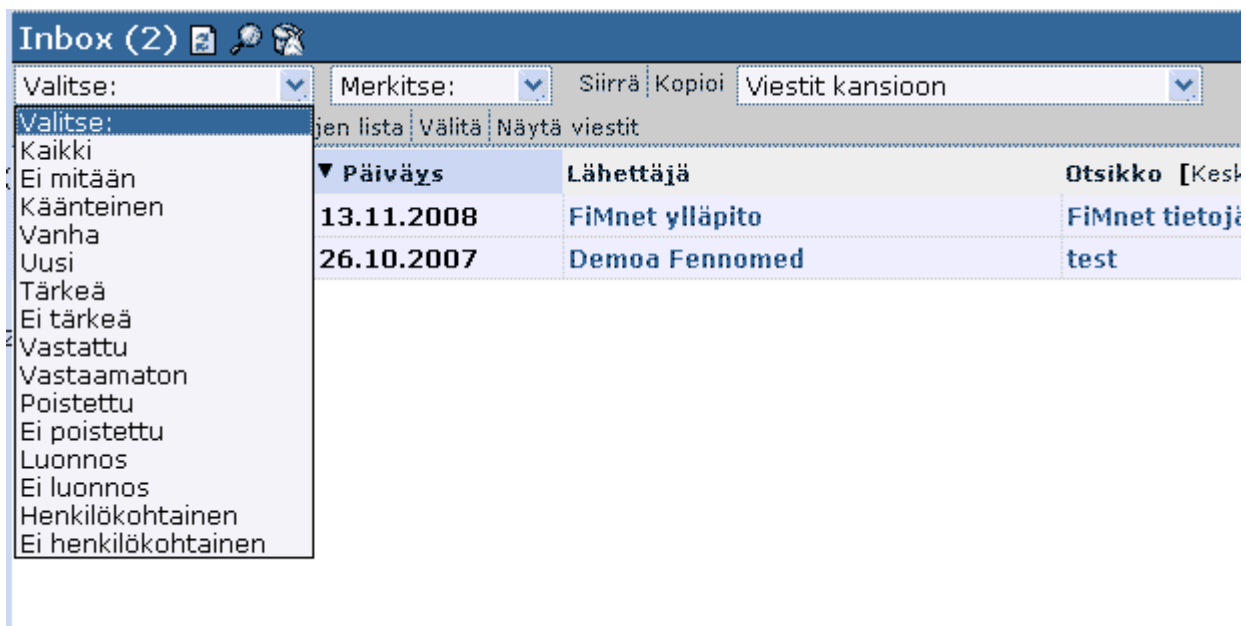 Inbox (2)
Valitse: Merkitse: Siirrä Kopioi Viestit kansioon
Valitse:
Kaikki
Ei mitään
Käänteinen
Vanha
Uusi
Tärkeä
Ei tärkeä
Vastattu
Vastaamaton
Poistettu
Ei poistettu
Luonnos
Ei luonnos
Henkilökohtainen
Ei henkilökohtainen
lista Välitä Näytä viestit
▼ Päiväys Lähettäjä Otsikko
13.11.2008 FiMnet ylläpito FiMnet
26.10.2007 Demoa Fennomed test